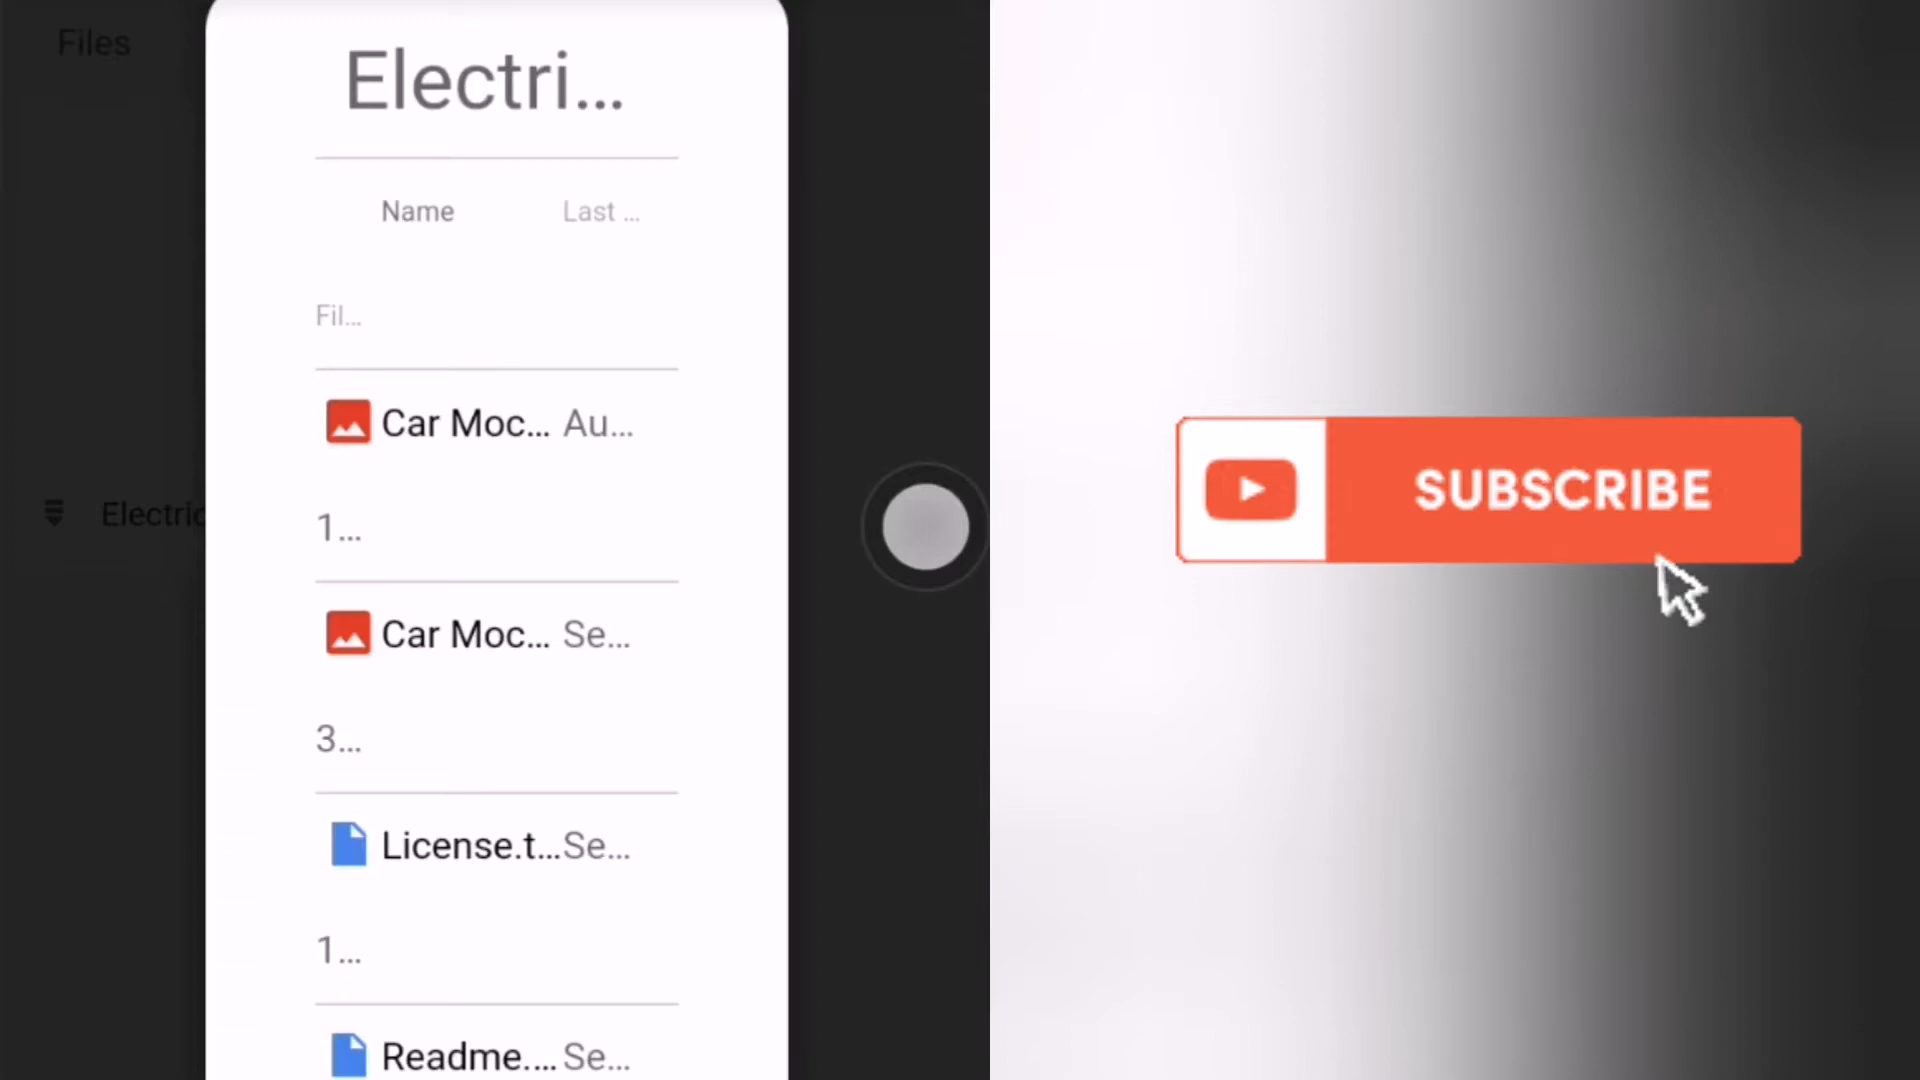 Files
Electri...
Name Last ...
Fil...
Car Moc... Au...
1...
Electric
Car Moc... Se...
3...
License.t... Se...
1...
Readme.... Se...
SUBSCRIBE